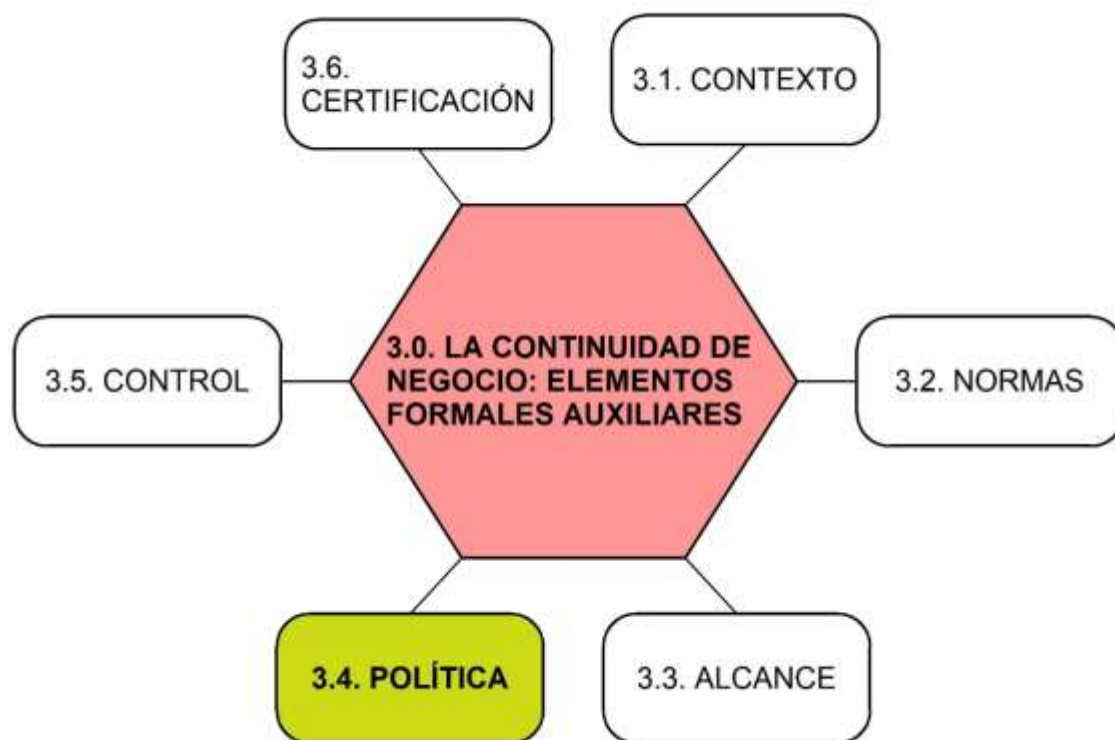 3.6.
CERTIFICACIÓN
3.1. CONTEXTO
3.0. LA CONTINUIDAD DE
NEGOCIO: ELEMENTOS
FORMALES AUXILIARES
3.5. CONTROL
3.2. NORMAS
3.4. POLÍTICA
3.3. ALCANCE